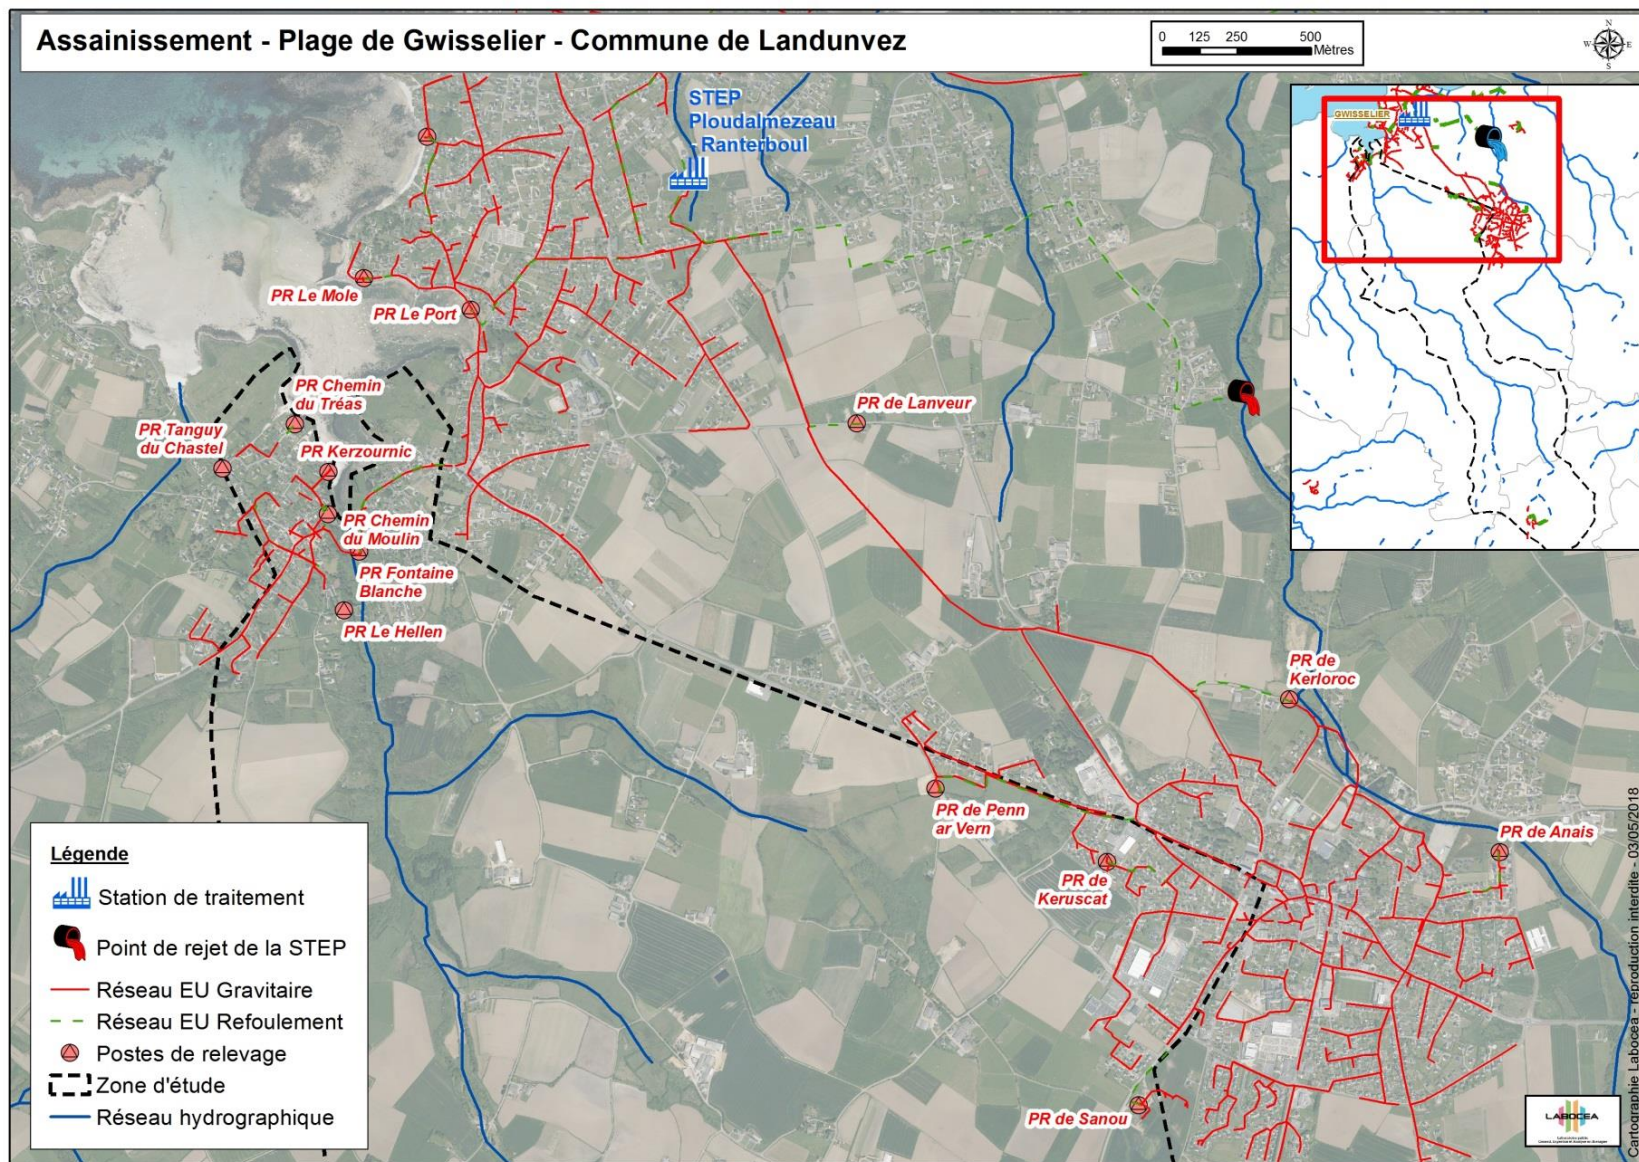 Assainissement - Plage de Gwisselier - Commune de Landunvez
0 125 250 500
Mètres
N
W
E
S
STEP
Ploudalmezeau
- Ranterboul
GWISSELIER
PR Le Mole
PR Le Port
PR Chemin
du Tréas
PR Tanguy
du Chastel
PR Kerzournic
PR de Lanveur
PR Chemin
du Moulin
PR Fontaine
Blanche
PR Le Hellen
PR de
Kerloroc
PR de Penn
ar Vern
PR de Anais
PR de
Keruscat
PR de Sanou
Légende
Station de traitement
Point de rejet de la STEP
Réseau EU Gravitaire
Réseau EU Refoulement
Postes de relevage
Zone d'étude
Réseau hydrographique
LABOCEA
Cartographie Labocea - reproduction interdite - 03/05/2018